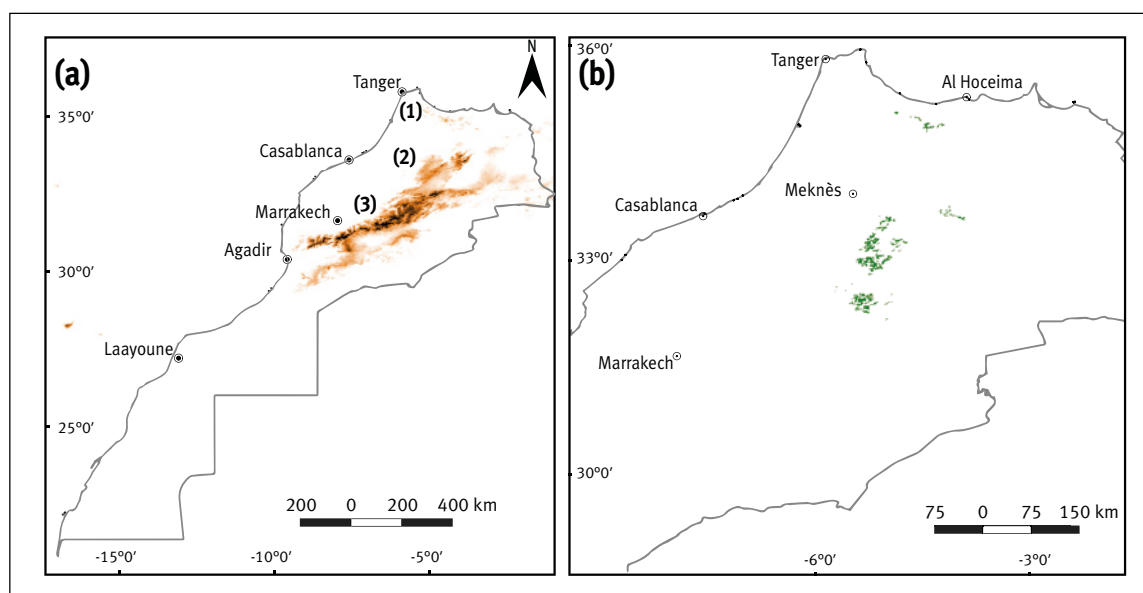 (a)
N
Tanger
(1)
35°0'
Casablanca
(2)
Marrakech
(3)
Agadir
30°0'
Laayoune
25°0'
200 0 200 400 km
-15°0' -10°0' -5°0'
36°0'
(b)
Tanger
Al Hoceima
Meknès
Casablanca
33°0'
Marrakech
30°0'
75 0 75 150 km
-6°0' -3°0'